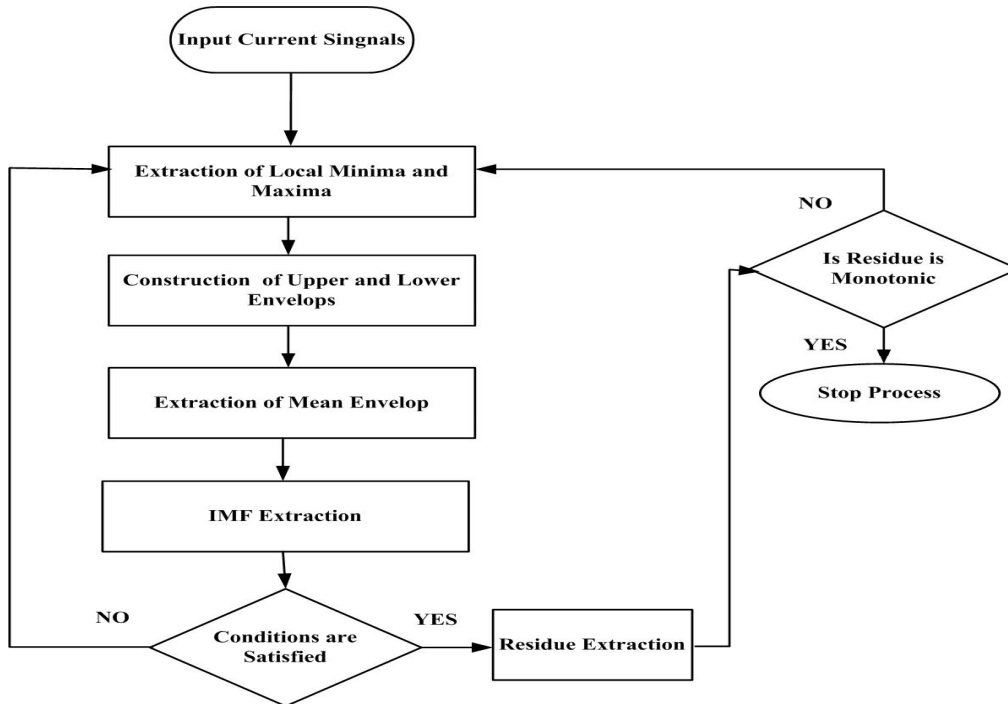 Input Current Singnals
Extraction of Local Minima and
Maxima
Construction of Upper and Lower
Envelops
Extraction of Mean Envelop
IMF Extraction
NO
Conditions are
Satisfied
YES
Residue Extraction
NO
Is Residue is
Monotonic
YES
Stop Process